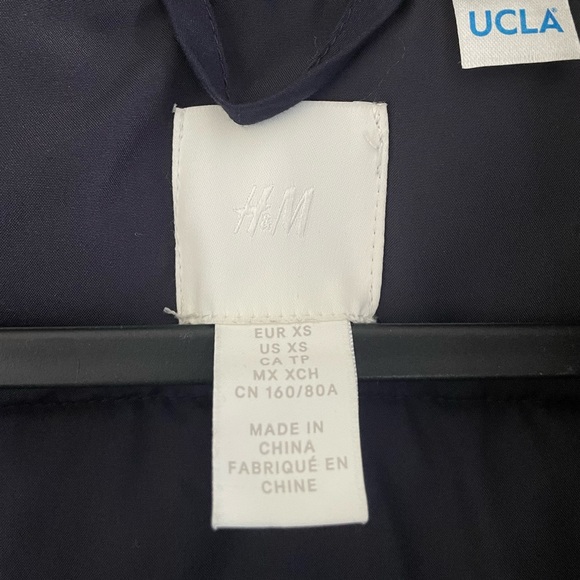 UCLA
H&M
EUR XS
US XS
CA TP
MX XCH
CN 160/80A
MADE IN
CHINA
FABRIQUÉ EN
CHINE